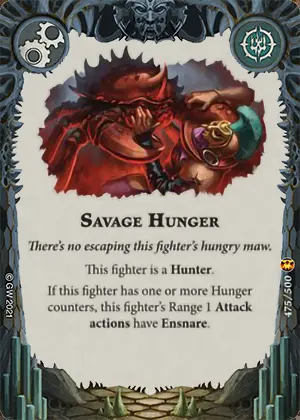 SAVAGE HUNGER
There's no escaping this fighter's hungry maw.
This fighter is a Hunter.
If this fighter has one or more Hunger
counters, this fighter's Range 1 Attack
actions have Ensnare.
© GW 2021
475/500